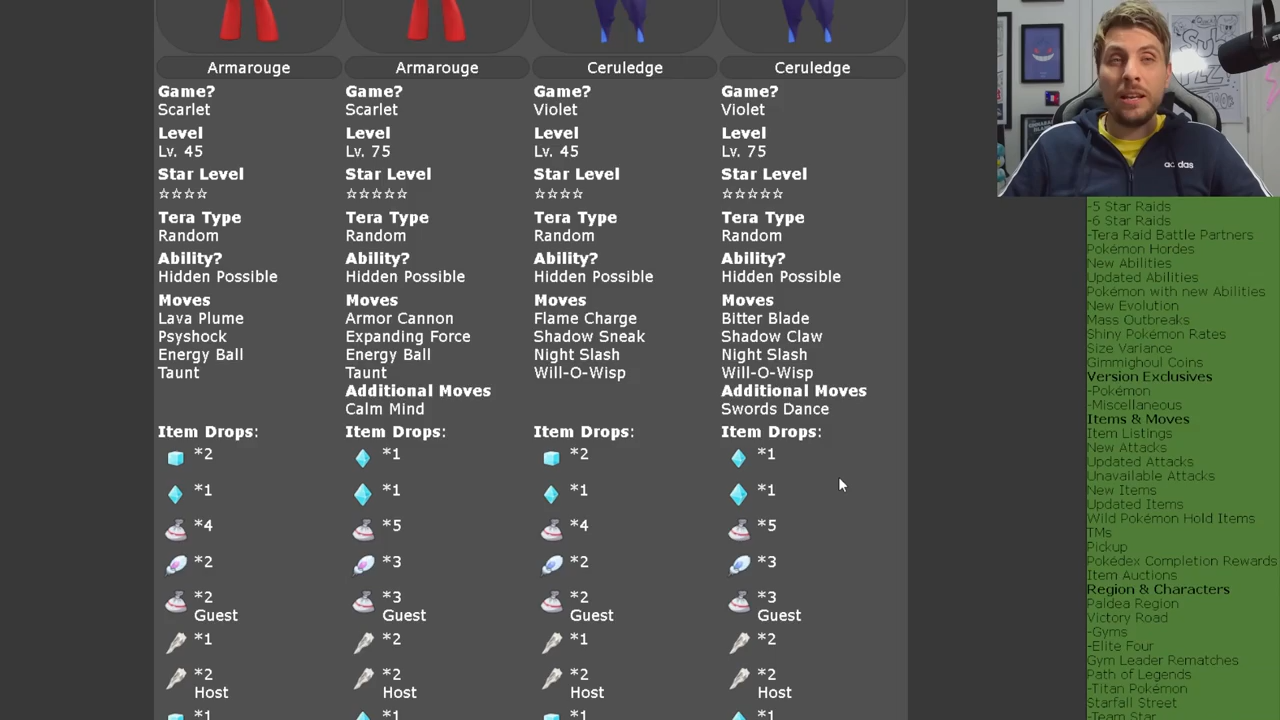 Armarouge
Game?
Scarlet
Level
Lv. 45
Star Level
☆☆☆☆
Tera Type
Random
Ability?
Hidden Possible
Moves
Lava Plume
Psyshock
Energy Ball
Taunt
Item Drops:
*2
*1
*4
*2
*2
Guest
*1
*2
Host
*1
Armarouge
Game?
Scarlet
Level
Lv. 75
Star Level
☆☆☆☆☆
Tera Type
Random
Ability?
Hidden Possible
Moves
Armor Cannon
Expanding Force
Energy Ball
Taunt
Additional Moves
Calm Mind
Item Drops:
*1
*1
*5
*3
*3
Guest
*2
*2
Host
*1
Ceruledge
Game?
Violet
Level
Lv. 45
Star Level
☆☆☆☆
Tera Type
Random
Ability?
Hidden Possible
Moves
Flame Charge
Shadow Sneak
Night Slash
Will-O-Wisp
Item Drops:
*2
*1
*4
*2
*2
Guest
*1
*2
Host
*1
Ceruledge
Game?
Violet
Level
Lv. 75
Star Level
☆☆☆☆☆
Tera Type
Random
Ability?
Hidden Possible
Moves
Bitter Blade
Shadow Claw
Night Slash
Will-O-Wisp
Additional Moves
Swords Dance
Item Drops:
*1
*1
*5
*3
*3
Guest
*2
*2
Host
*1
adidas
-5 Star Raids
-6 Star Raids
-Tera Raid Battle Partners
Pokémon Hordes
New Abilities
Updated Abilities
Pokémon with new Abilities
New Evolution
Mass Outbreaks
Shiny Pokémon Rates
Size Variance
Gimmighoul Coins
Version Exclusives
-Pokémon
-Miscellaneous
Items & Moves
Item Listings
New Attacks
Updated Attacks
Unavailable Attacks
New Items
Updated Items
Wild Pokémon Hold Items
TMs
Pickup
Pokédex Completion Rewards
Item Auctions
Region & Characters
Paldea Region
Victory Road
-Gyms
-Elite Four
Gym Leader Rematches
Path of Legends
-Titan Pokémon
Starfall Street
-Team Star